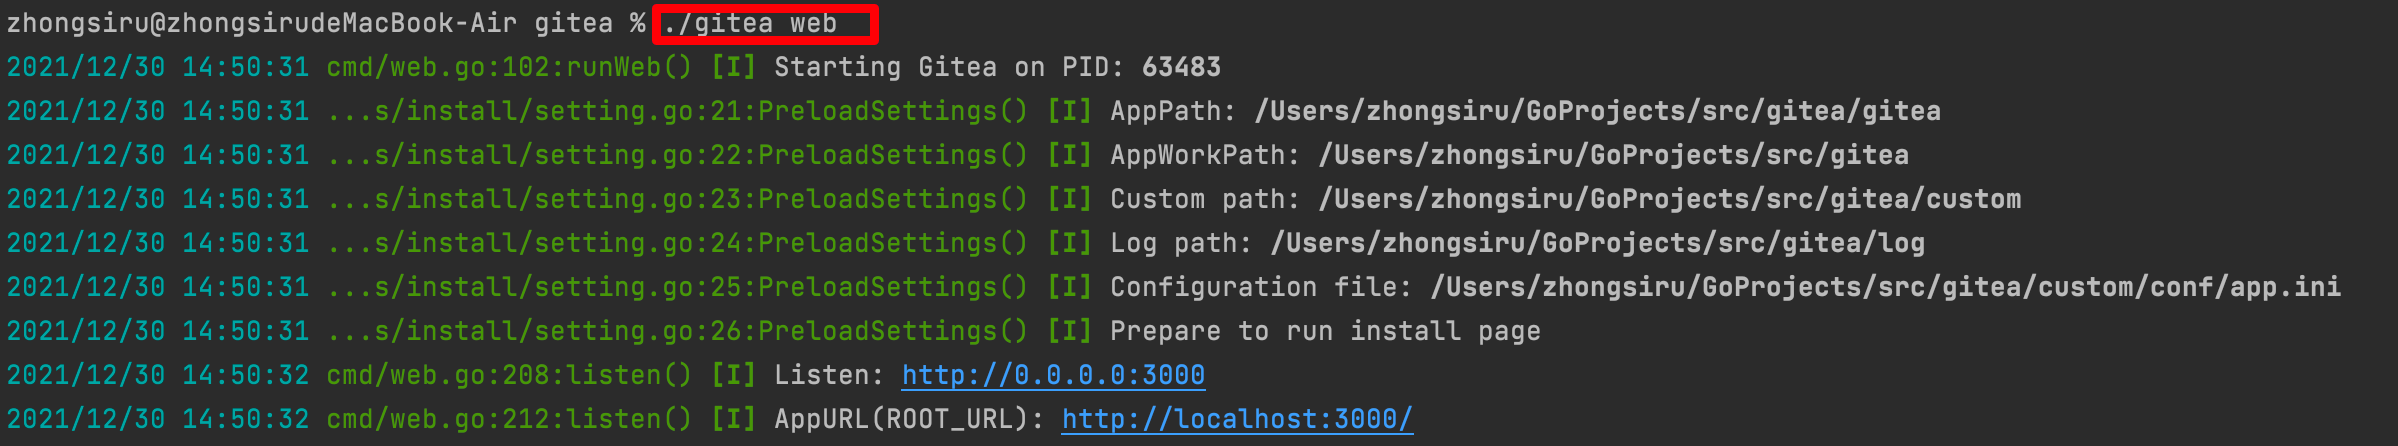 zhongsiru@zhongsirudeMacBook-Air gitea % ./gitea web
2021/12/30 14:50:31 cmd/web.go:102:runWeb() [I] Starting Gitea on PID: 63483
2021/12/30 14:50:31 ...s/install/setting.go:21:PreloadSettings() [I] AppPath: /Users/zhongsiru/GoProjects/src/gitea/gitea
2021/12/30 14:50:31 ...s/install/setting.go:22:PreloadSettings() [I] AppWorkPath: /Users/zhongsiru/GoProjects/src/gitea
2021/12/30 14:50:31 ...s/install/setting.go:23:PreloadSettings() [I] Custom path: /Users/zhongsiru/GoProjects/src/gitea/custom
2021/12/30 14:50:31 ...s/install/setting.go:24:PreloadSettings() [I] Log path: /Users/zhongsiru/GoProjects/src/gitea/log
2021/12/30 14:50:31 ...s/install/setting.go:25:PreloadSettings() [I] Configuration file: /Users/zhongsiru/GoProjects/src/gitea/custom/conf/app.ini
2021/12/30 14:50:31 ...s/install/setting.go:26:PreloadSettings() [I] Prepare to run install page
2021/12/30 14:50:32 cmd/web.go:208:listen() [I] Listen: http://0.0.0.0:3000
2021/12/30 14:50:32 cmd/web.go:212:listen() [I] AppURL(ROOT_URL): http://localhost:3000/